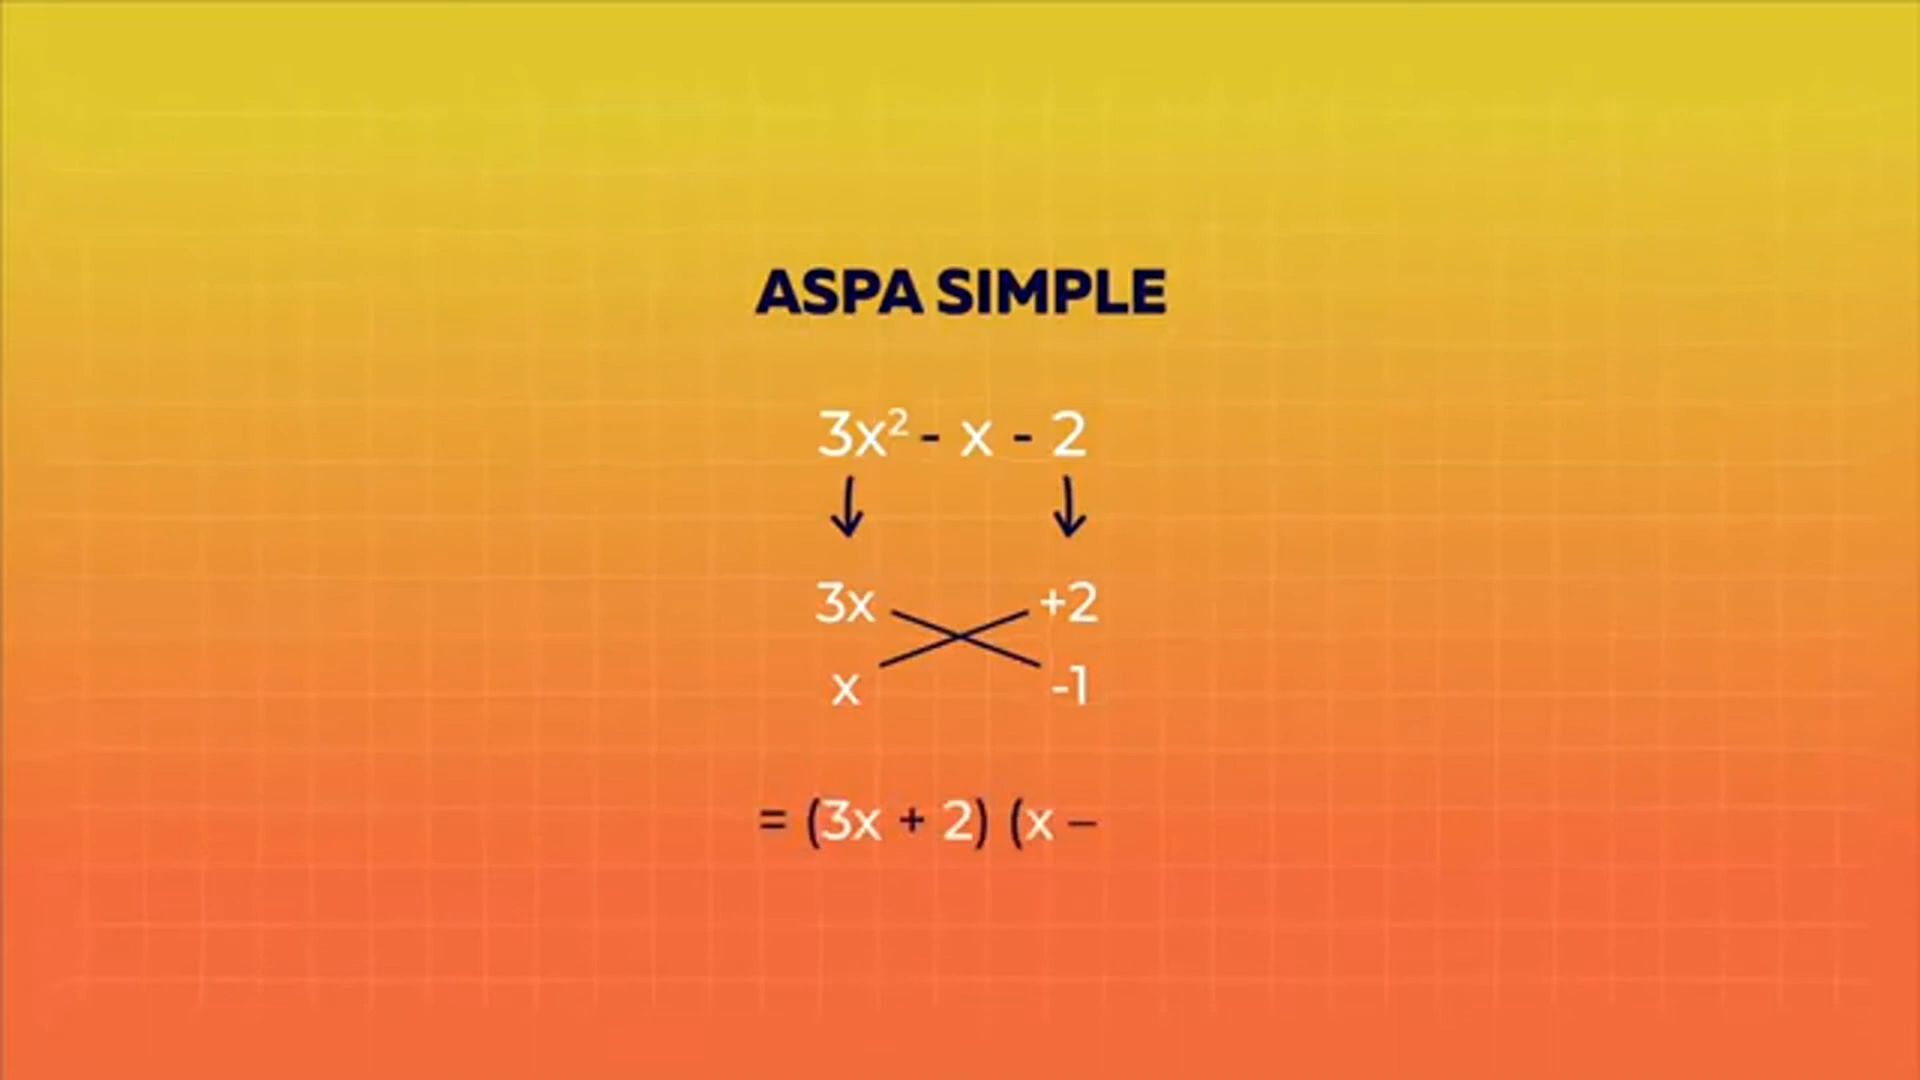 ASPA SIMPLE
3x² - x - 2
3x +2
x -1
= (3x + 2) (x –